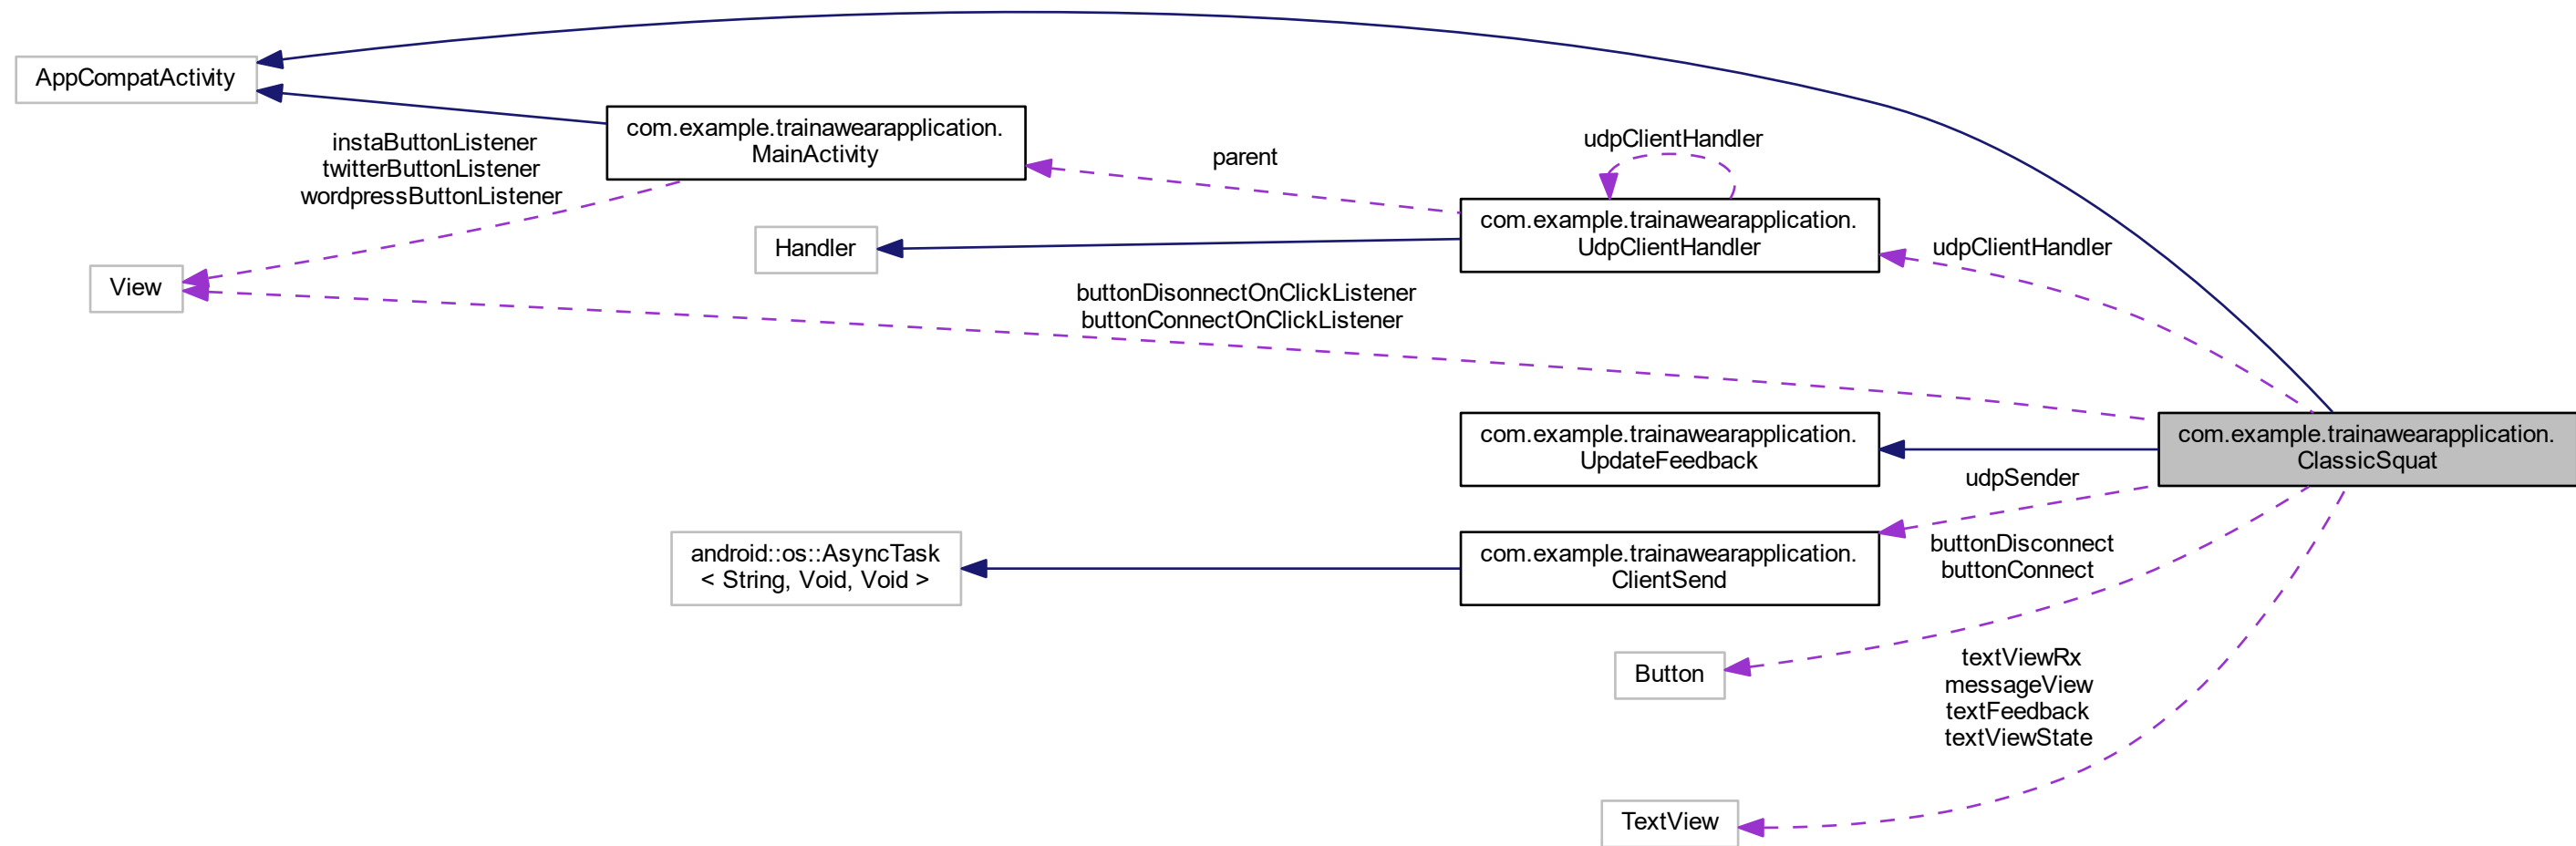 AppCompatActivity
com.example.trainawearapplication.
MainActivity
instaButtonListener
twitterButtonListener
wordpressButtonListener
parent
udpClientHandler
com.example.trainawearapplication.
UdpClientHandler
Handler
udpClientHandler
View
buttonDisonnectOnClickListener
buttonConnectOnClickListener
com.example.trainawearapplication.
UpdateFeedback
com.example.trainawearapplication.
ClassicSquat
udpSender
android::os::AsyncTask
< String, Void, Void >
com.example.trainawearapplication.
ClientSend
buttonDisconnect
buttonConnect
Button
textViewRx
messageView
textFeedback
textViewState
TextView